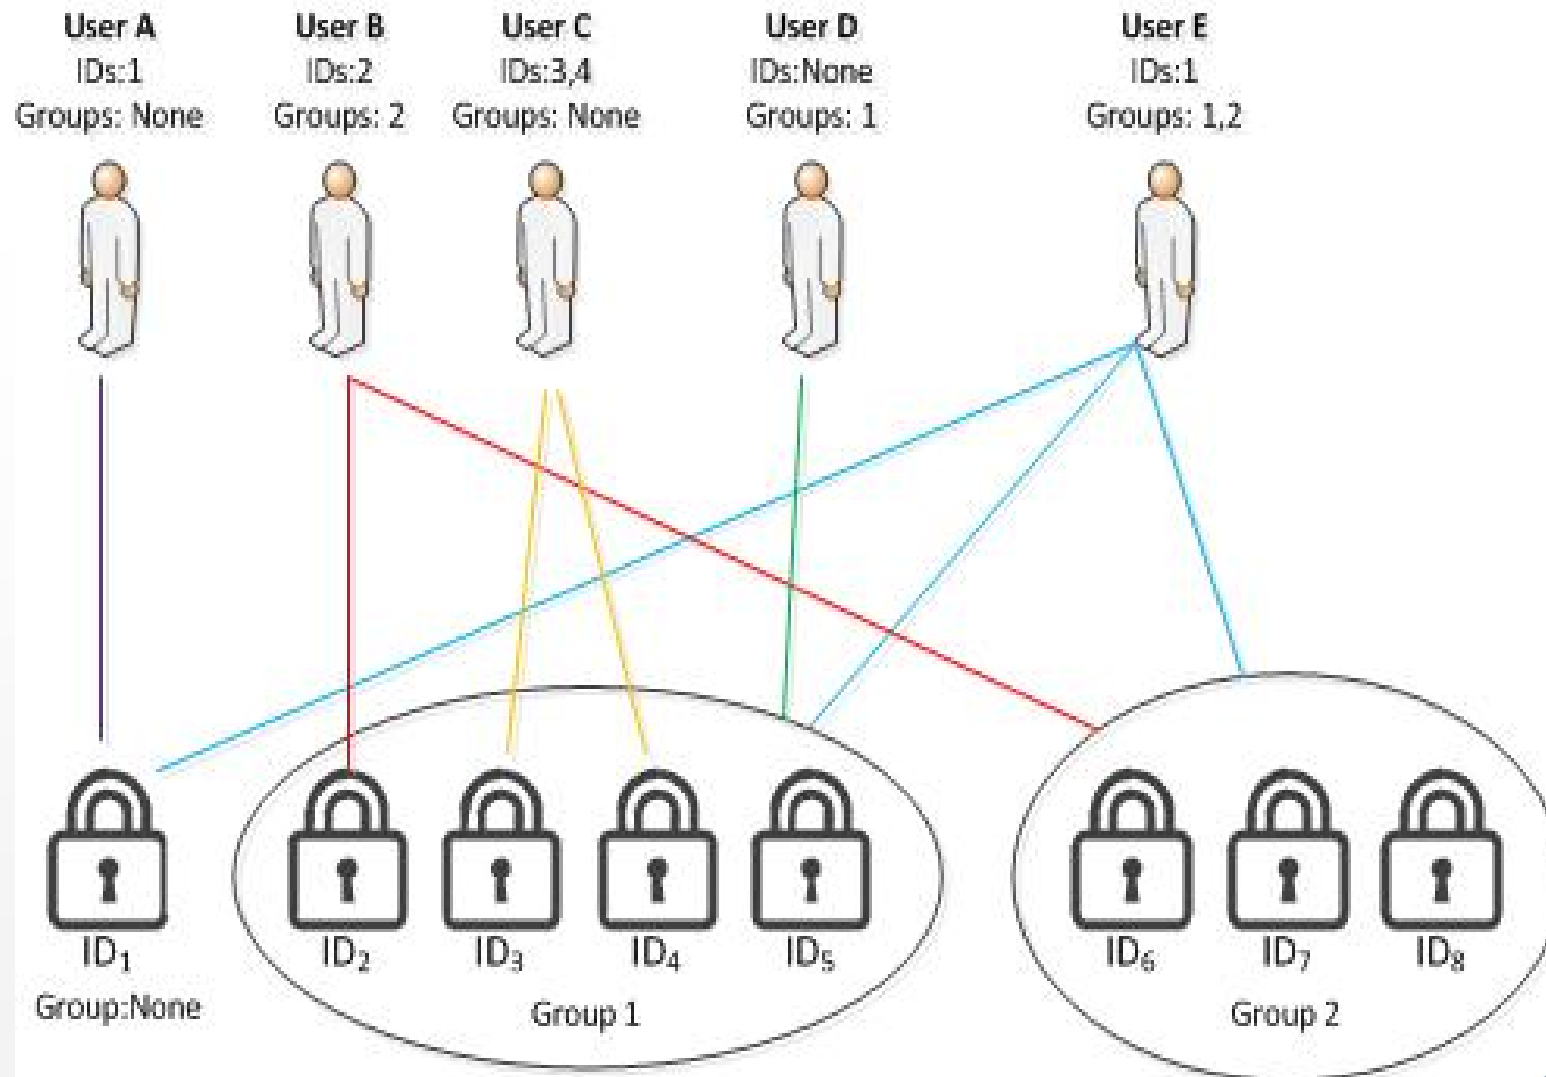 User A
IDs:1
Groups: None
User B
IDs:2
Groups: 2
User C
IDs:3,4
Groups: None
User D
IDs:None
Groups: 1
User E
IDs:1
Groups: 1,2
ID₁
Group:None
ID₂
ID₃
ID₄
ID₅
Group 1
ID₆
ID₇
ID₈
Group 2